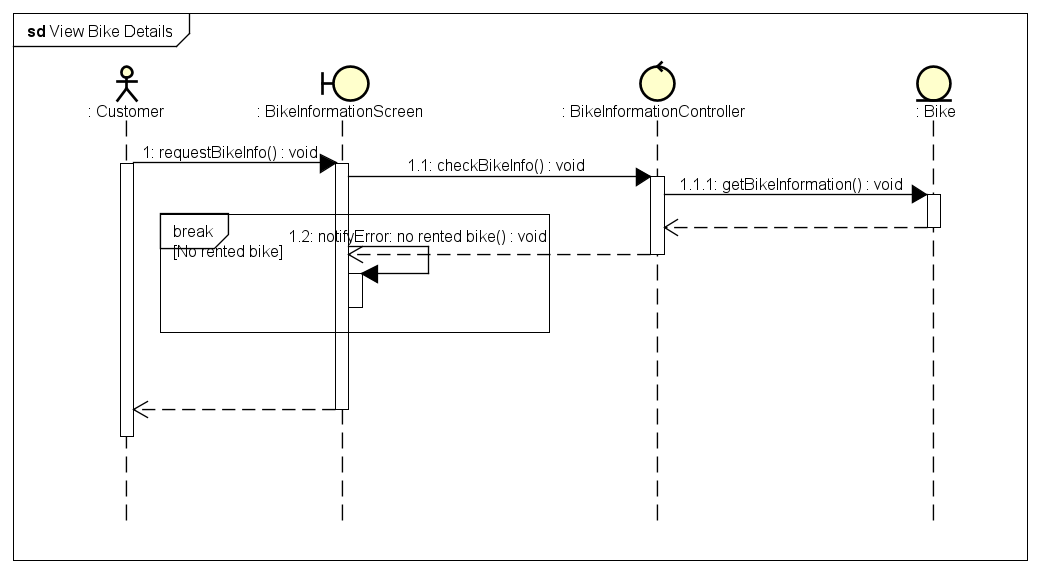 sd View Bike Details
: Customer
: BikeInformationScreen
: BikeInformationController
: Bike
1: requestBikeInfo() : void
1.1: checkBikeInfo() : void
1.1.1: getBikeInformation() : void
break
1.2: notifyError: no rented bike() : void
[No rented bike]